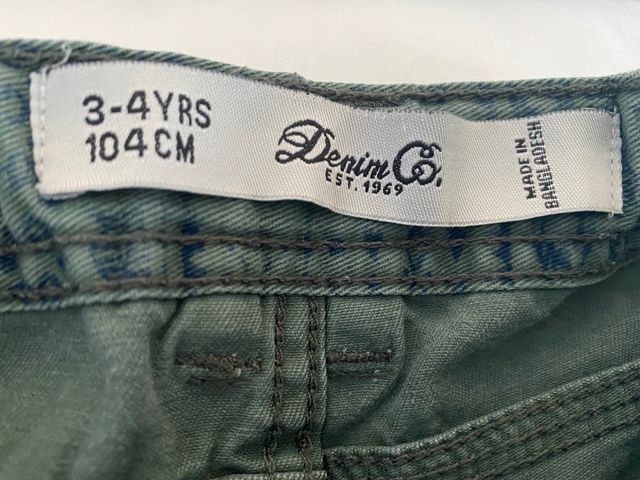 3-4YRS
104CM
Denim Co.
EST. 1969
MADE IN
BANGLADESH